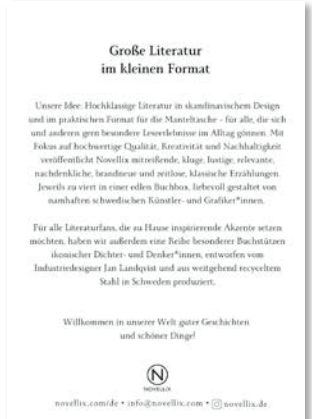 Große Literatur
im kleinen Format
Unsere Idee: Hochklassige Literatur in skandinavischem Design
und im praktischen Format für die Manteltasche - für alle, die sich
und anderen gern besondere Leseerlebnisse im Alltag gönnen. Mit
Fokus auf hochwertige Qualität, Kreativität und Nachhaltigkeit
veröffentlicht Novellix mitreißende, kluge, lustige, relevante,
nachdenkliche, brandneue und zeitlose, klassische Erzählungen.
Jeweils zu viert in einer edlen Buchbox, liebevoll gestaltet von
namhaften schwedischen Künstler- und Grafiker*innen.
Für alle Literaturfans, die zu Hause inspirierende Akzente setzen
möchten, haben wir außerdem eine Reihe besonderer Buchstützen
ikonischer Dichter- und Denker*innen, entworfen vom
Industriedesigner Jan Landqvist und aus weitgehend recyceltem
Stahl in Schweden produziert.
Willkommen in unserer Welt guter Geschichten
und schöner Dinge!
N
NOVELLIX
novellix.com/de • info@novellix.com • novellix.de